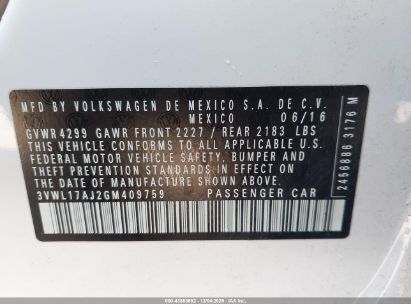 MFD BY VOLKSWAGEN DE MEXICO S.A. DE C.V.
MEXICO 06/16
GVWR 4299 GAWR FRONT 2227 / REAR 2183 LBS
THIS VEHICLE CONFORMS TO ALL APPLICABLE U.S.
FEDERAL MOTOR VEHICLE SAFETY, BUMPER AND
THEFT PREVENTION STANDARDS IN EFFECT ON THE
DATE OF MANUFACTURE SHOWN ABOVE.
3VWL17AJ2GM409759 PASSENGER CAR
2456806 3176 M